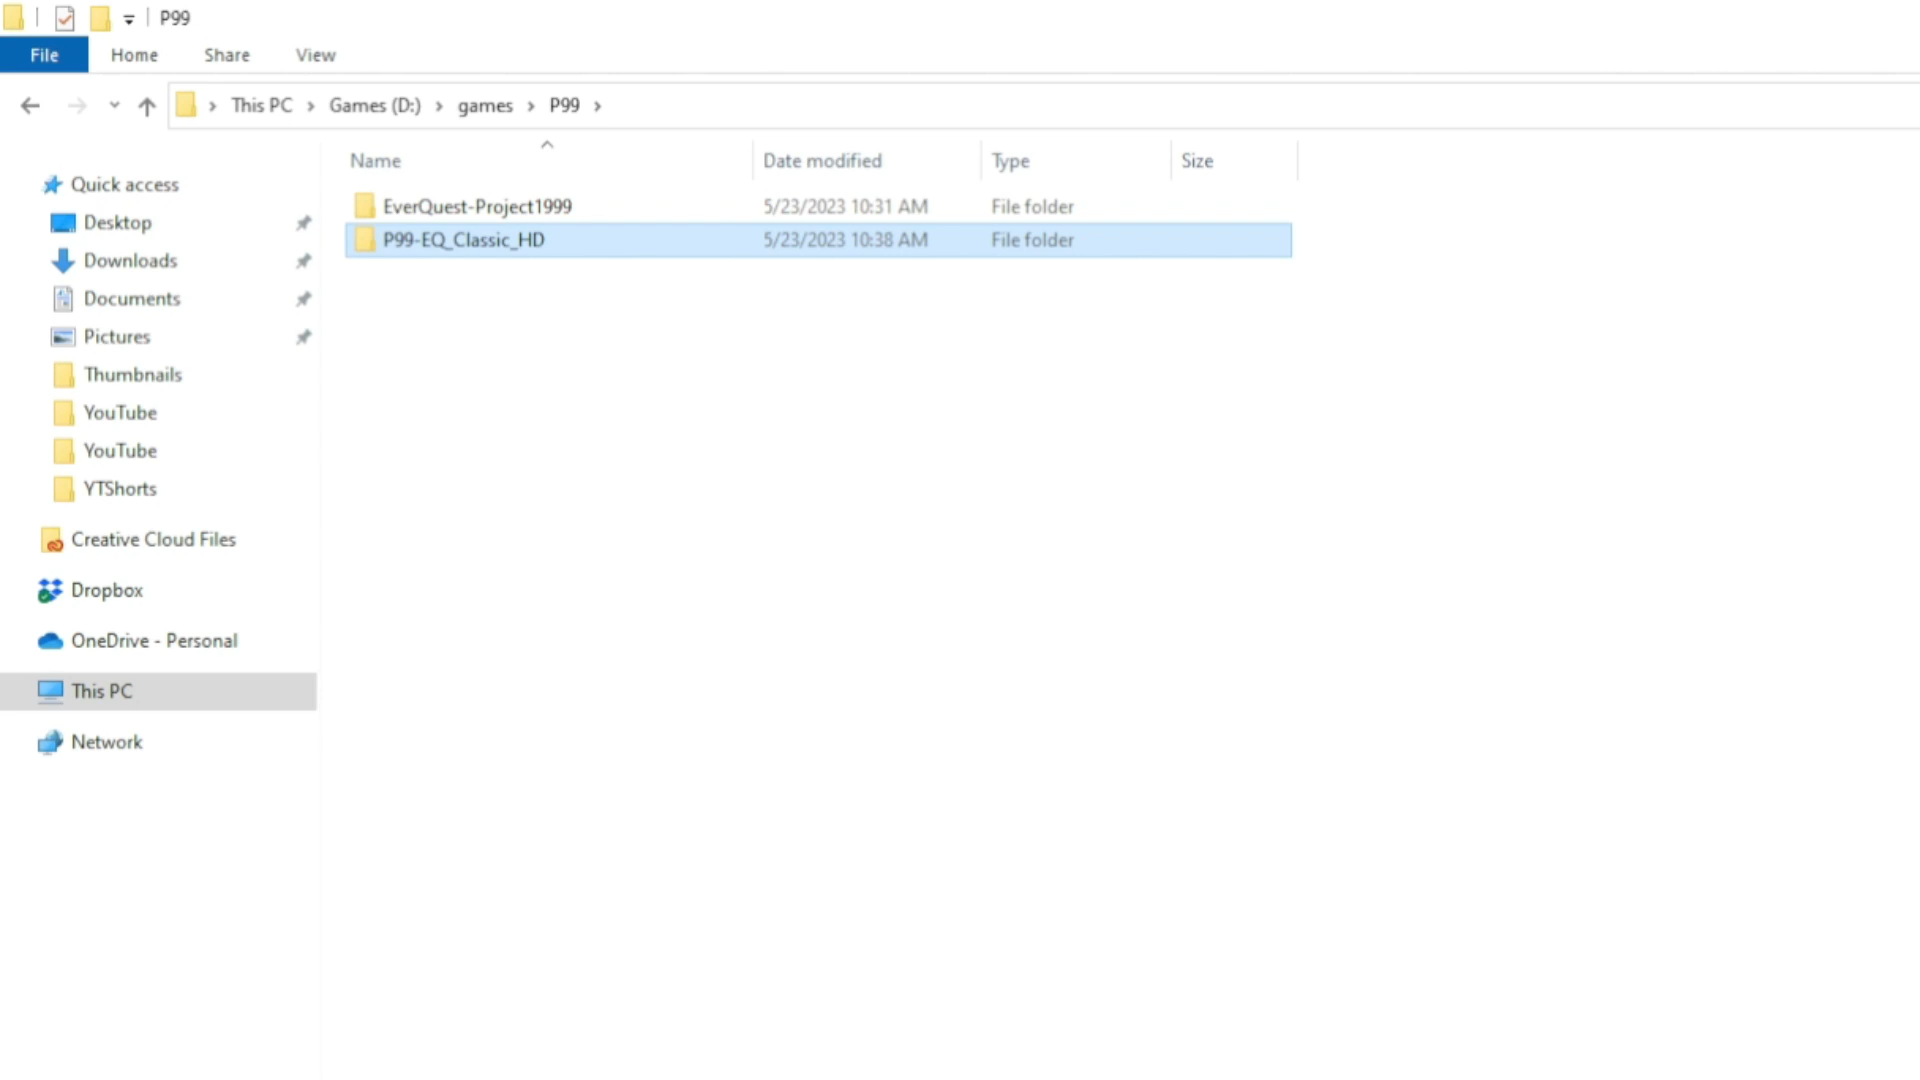 P99
File Home Share View
This PC Games (D:) games P99
Name Date modified Type Size
Quick access
EverQuest-Project1999 5/23/2023 10:31 AM File folder
Desktop
P99-EQ_Classic_HD 5/23/2023 10:38 AM File folder
Downloads
Documents
Pictures
Thumbnails
YouTube
YouTube
YTShorts
Creative Cloud Files
Dropbox
OneDrive - Personal
This PC
Network